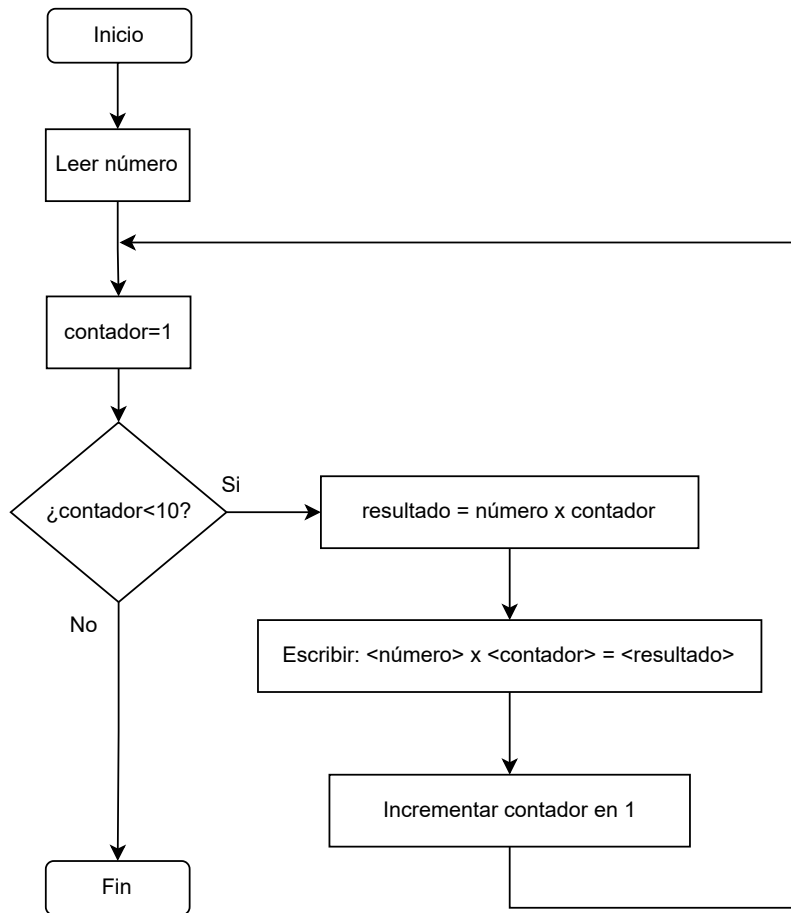 Inicio
Leer número
contador=1
¿contador<10?
Si
resultado = número x contador
No
Escribir: <número> x <contador> = <resultado>
Incrementar contador en 1
Fin